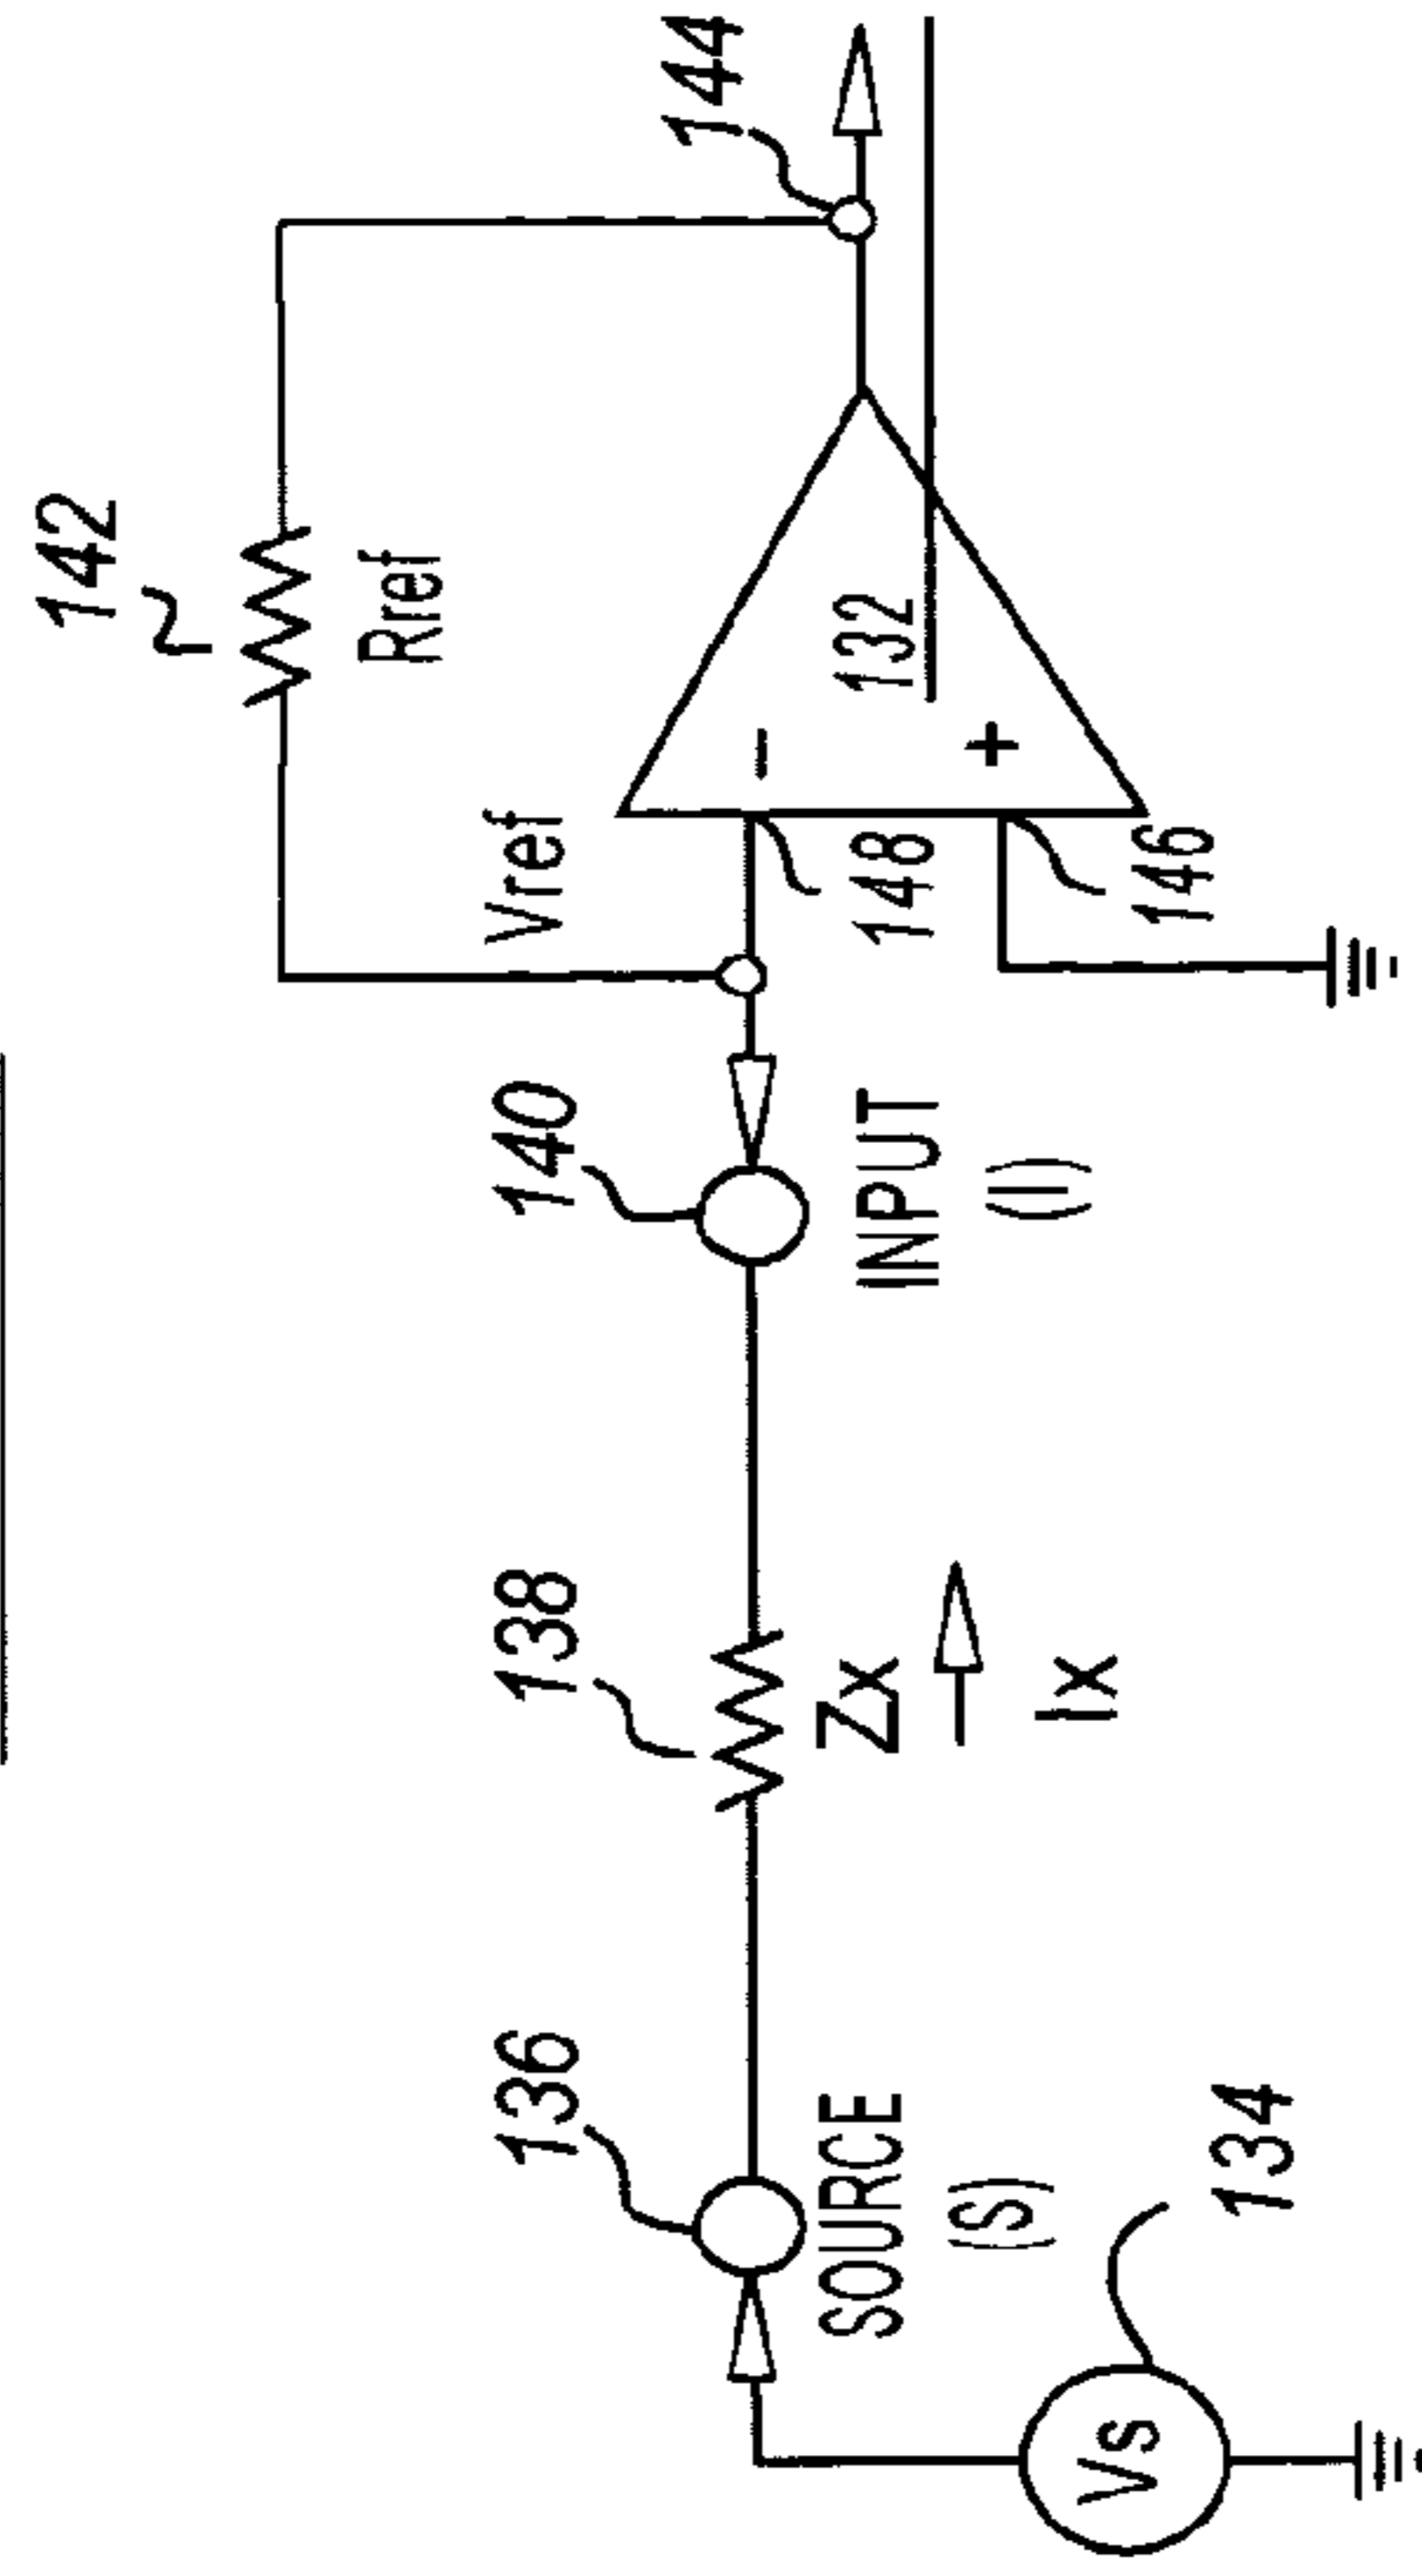 142
Rref
144
Vref
132
-
+
148
146
140
INPUT
(I)
138
Zx
Ix
136
SOURCE
(S)
134
Vs